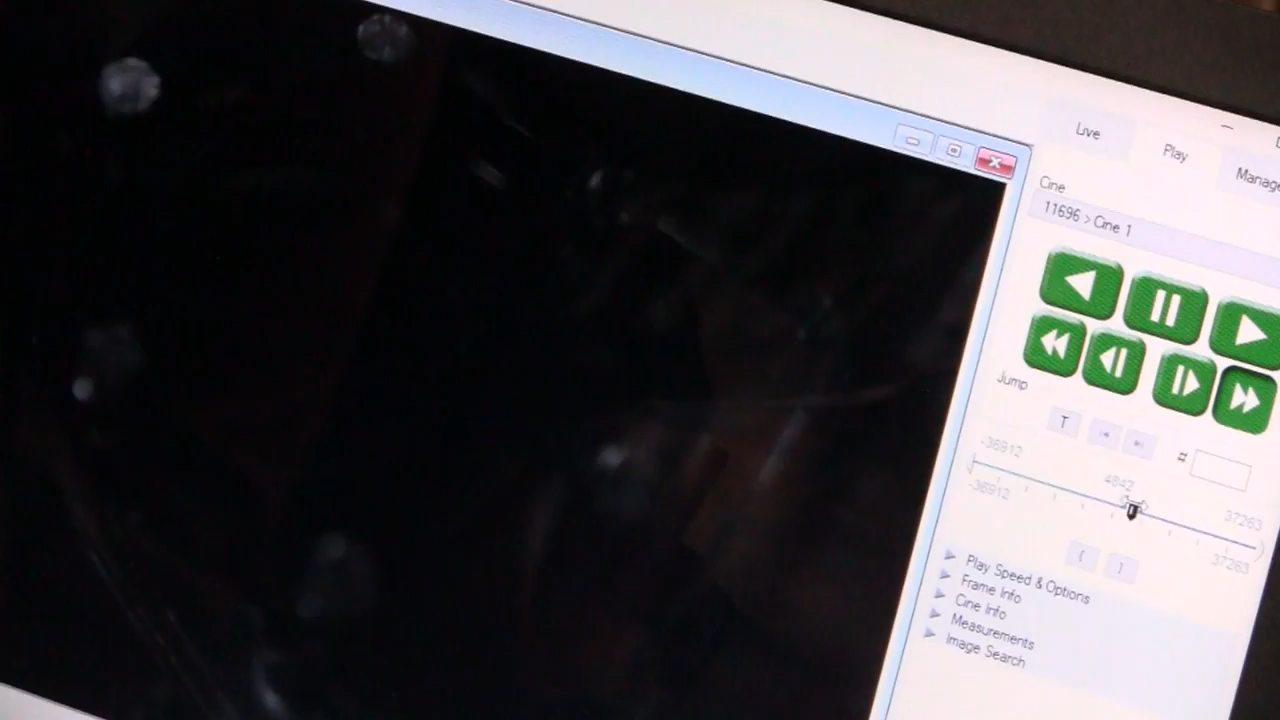 Live
Play
Manage
Cine
11696 > Cine 1
Jump
T
#
-36912
4842
37263
-36912
37263
Play Speed & Options
Frame Info
Cine Info
Measurements
Image Search